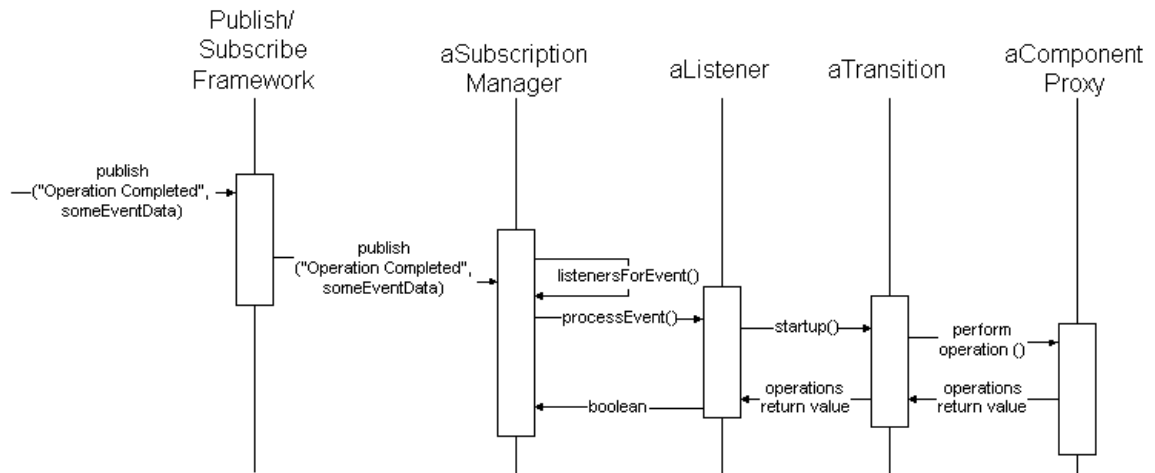 Publish/
Subscribe
Framework
aSubscription
Manager
aListener
aTransition
aComponent
Proxy
publish
("Operation Completed",
someEventData)
publish
("Operation Completed",
someEventData)
listenersForEvent()
processEvent()
startup()
perform
operation ()
operations
return value
operations
return value
boolean